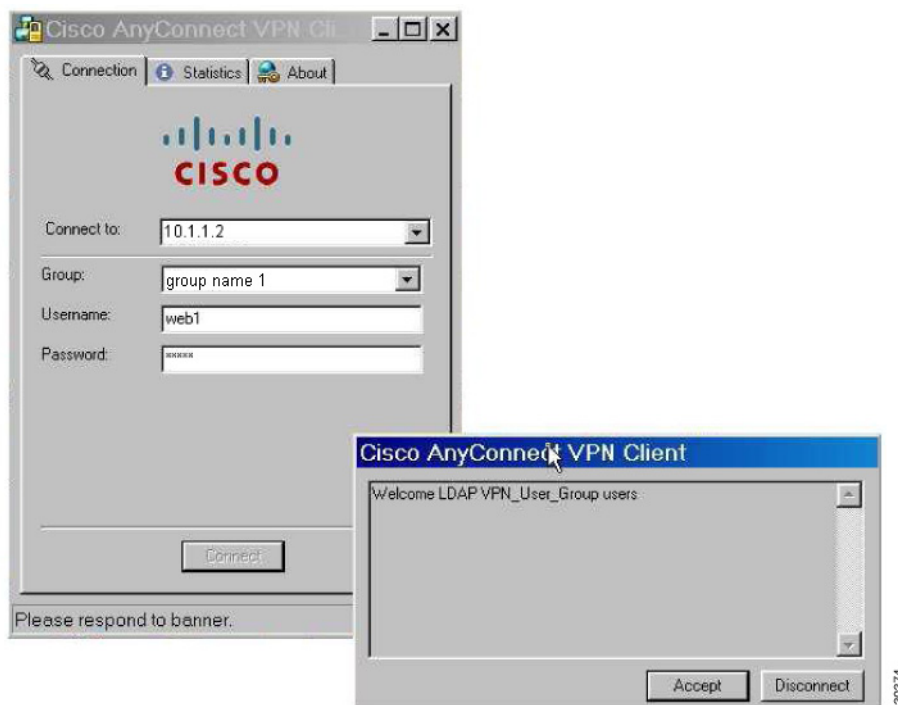 Cisco AnyConnect VPN Cli
Connection
Statistics
About
CISCO
Connect to:
10.1.1.2
Group:
group name 1
Username:
web1
Password:
*****
Connect
Please respond to banner.
Cisco AnyConnect VPN Client
Welcome LDAP VPN_User_Group users
Accept
Disconnect